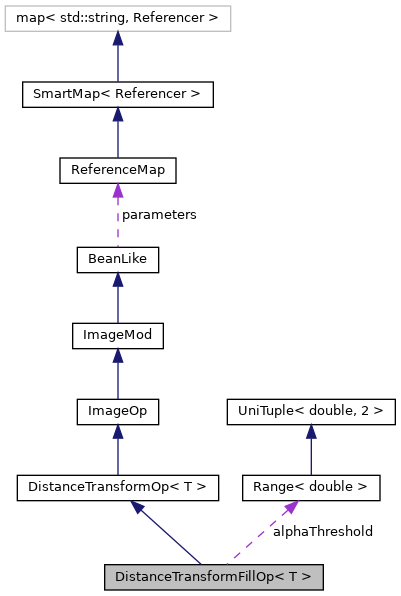 map< std::string, Referencer >
SmartMap< Referencer >
ReferenceMap
parameters
BeanLike
ImageMod
ImageOp
UniTuple< double, 2 >
DistanceTransformOp< T >
Range< double >
alphaThreshold
DistanceTransformFillOp< T >